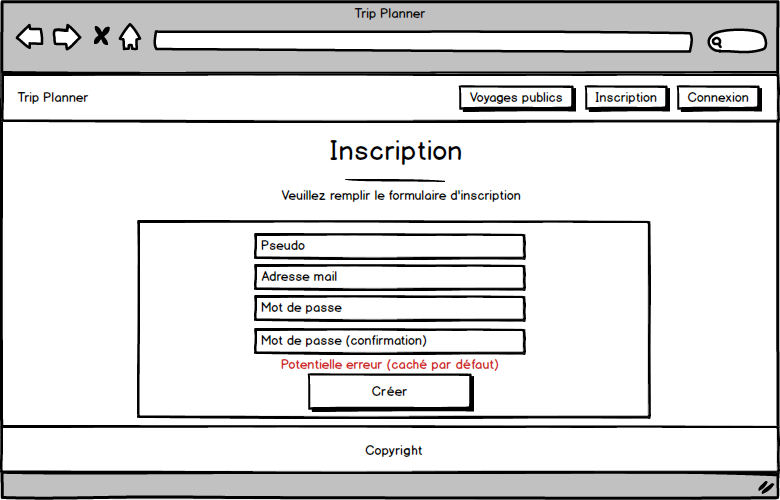 Trip Planner
Trip Planner
Voyages publics
Inscription
Connexion
Inscription
Veuillez remplir le formulaire d'inscription
Pseudo
Adresse mail
Mot de passe
Mot de passe (confirmation)
Potentielle erreur (caché par défaut)
Créer
Copyright